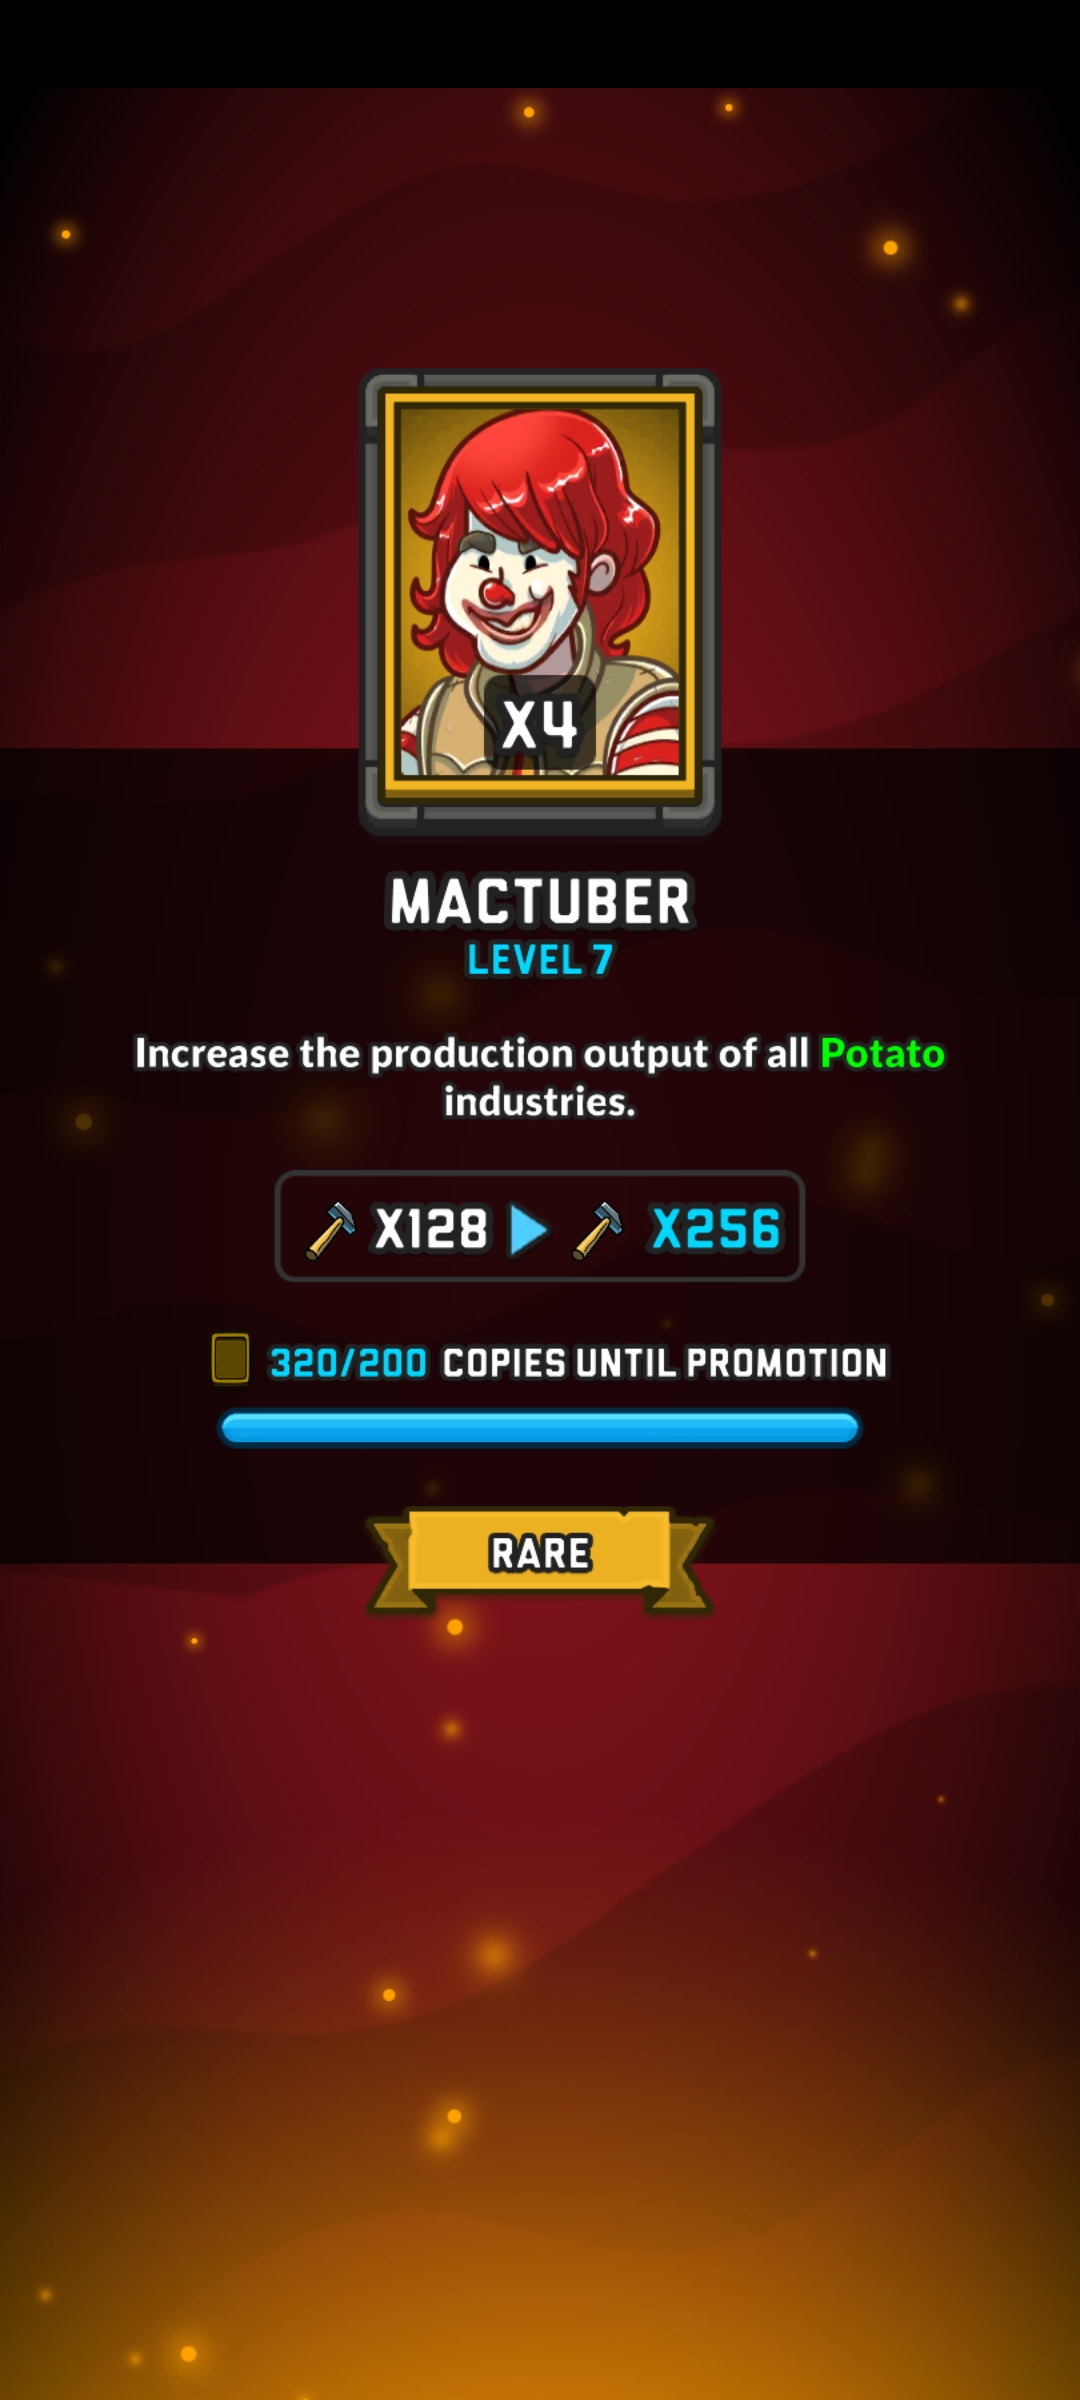 X4
MACTUBER
LEVEL 7
Increase the production output of all Potato
industries.
X128 X256
320/200 COPIES UNTIL PROMOTION
RARE